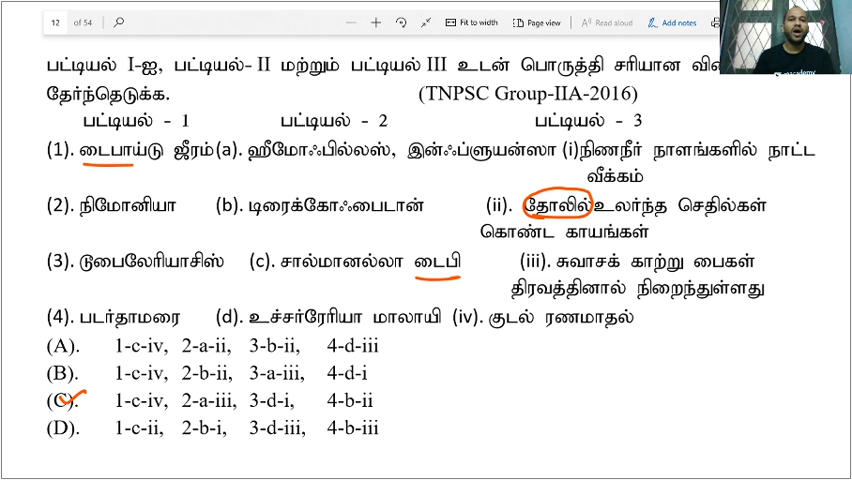 12 of 54 Fit to width Page view Read aloud Add notes
பட்டியல் I-ஐ, பட்டியல்- II மற்றும் பட்டியல் III உடன் பொருத்தி சரியான
தேர்ந்தெடுக்க. (TNPSC Group-IIA-2016)
பட்டியல் - 1 பட்டியல் - 2 பட்டியல் - 3
(1). டைபாய்டு ஜீரம் (a). ஹீமோஃபில்லஸ், இன்ஃப்ளுயன்ஸா (i) நிணநீர் நாளங்களில் நாட்ட
வீக்கம்
(2). நிமோனியா (b). டிரைக்கோஃபைடான் (ii). தோலில் உலர்ந்த செதில்கள்
கொண்ட காயங்கள்
(3). டூபைலேரியாசிஸ் (c). சால்மானல்லா டைபி (iii). சுவாசக் காற்று பைகள்
திரவத்தினால் நிறைந்துள்ளது
(4). படர்தாமரை (d). உச்சர்ரேரியா மாலாயி (iv). குடல் ரணமாதல்
(A). 1-c-iv, 2-a-ii, 3-b-ii, 4-d-iii
(B). 1-c-iv, 2-b-ii, 3-a-iii, 4-d-i
(C). 1-c-iv, 2-a-iii, 3-d-i, 4-b-ii
(D). 1-c-ii, 2-b-i, 3-d-iii, 4-b-iii